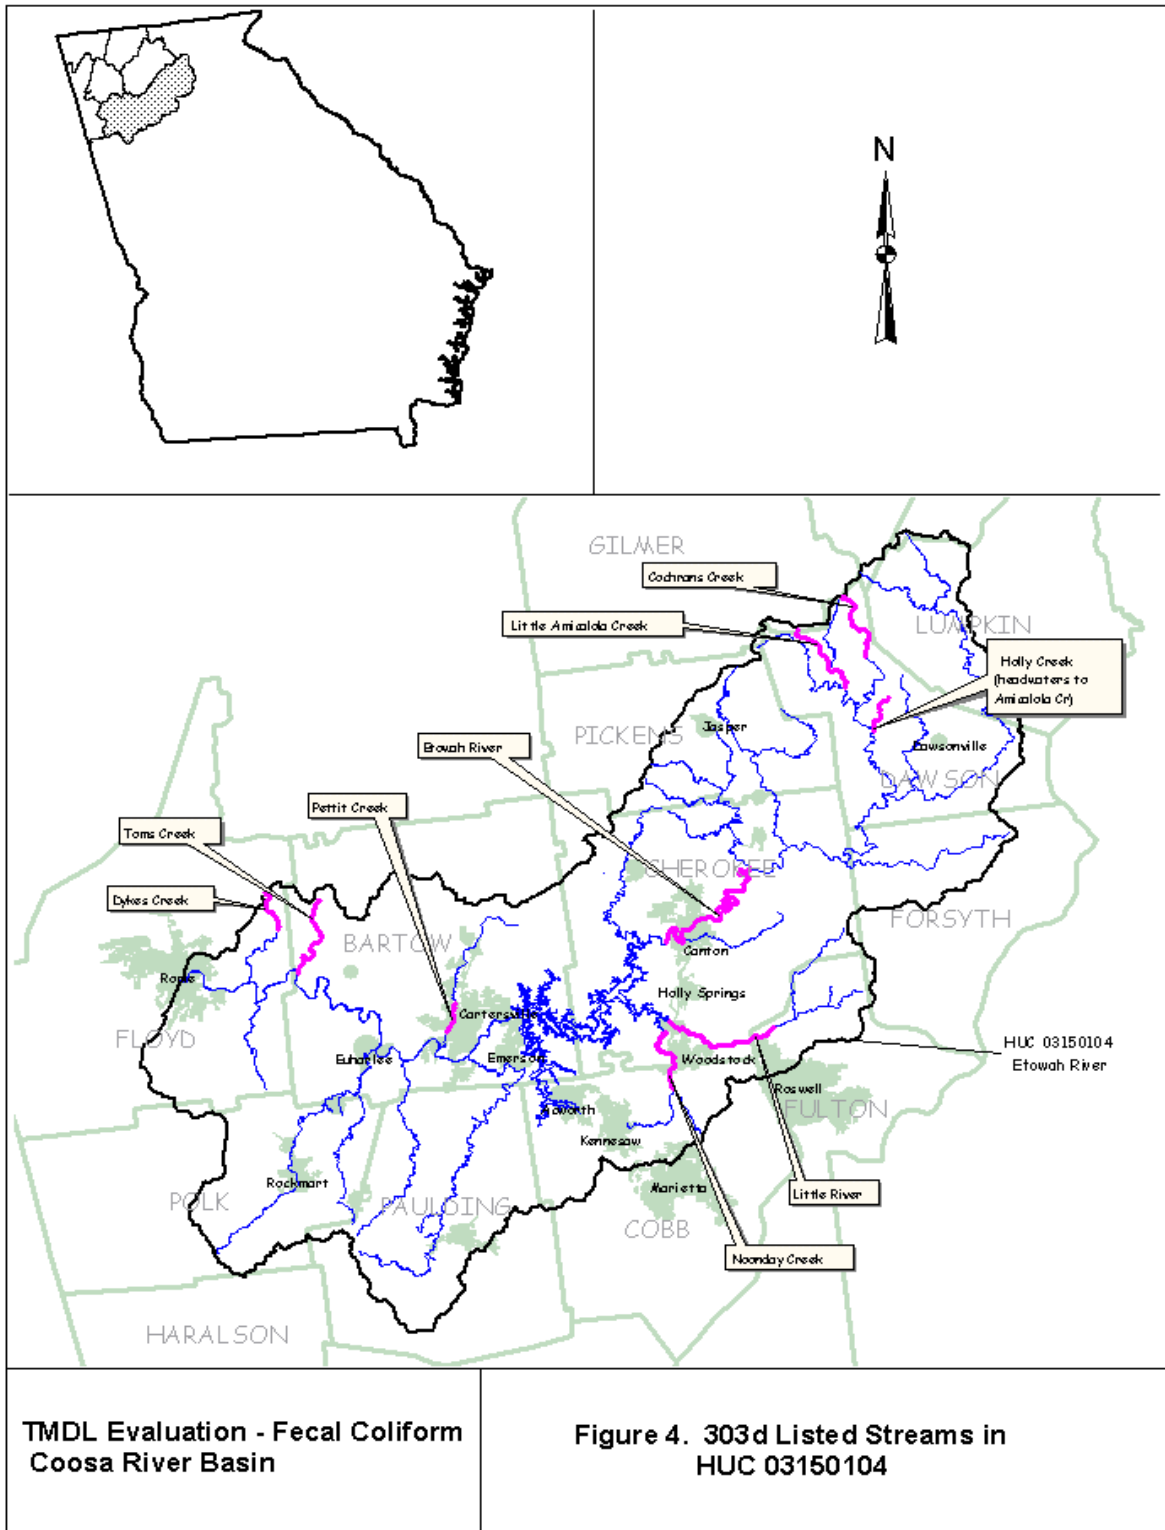 N
GILMER
Cochrans Creek
Little Amicalola Creek
LUMPKIN
Holly Creek
(headwaters to
Amicalola Cr)
PICKENS
Jasper
Etowah River
Dawsonville
DAWSON
Pettit Creek
Toms Creek
CHEROKEE
Dykes Creek
FORSYTH
BARTOW
Canton
Rome
Holly Springs
Cartersville
FLOYD
Euharlee
Emerson
Woodstock
HUC 03150104
Etowah River
Roswell
FULTON
Acworth
Kennesaw
Rockmart
Marietta
Little River
POLK
PAULDING
COBB
Noonday Creek
HARALSON
TMDL Evaluation - Fecal Coliform
Coosa River Basin
Figure 4. 303d Listed Streams in
HUC 03150104